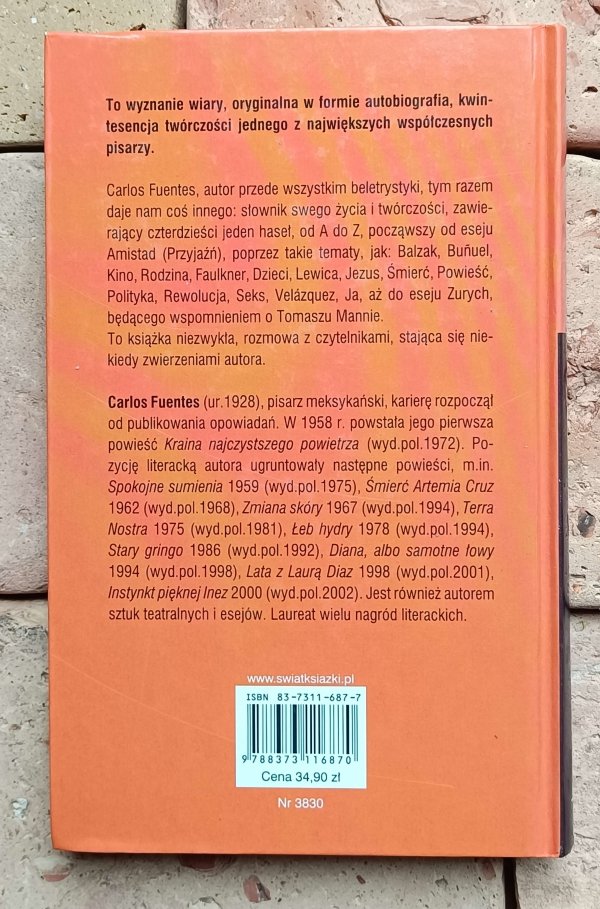 To wyznanie wiary, oryginalna w formie autobiografia, kwin-
tesencja twórczości jednego z największych współczesnych
pisarzy.
Carlos Fuentes, autor przede wszystkim beletrystyki, tym razem
daje nam coś innego: słownik swego życia i twórczości, zawie-
rający czterdzieści jeden haseł, od A do Z, począwszy od eseju
Amistad (Przyjaźń), poprzez takie tematy, jak: Balzak, Buñuel,
Kino, Rodzina, Faulkner, Dzieci, Lewica, Jezus, Śmierć, Powieść,
Polityka, Rewolucja, Seks, Velázquez, Ja, aż do eseju Zurych,
będącego wspomnieniem o Tomaszu Mannie.
To książka niezwykła, rozmowa z czytelnikami, stająca się nie-
kiedy zwierzeniami autora.
Carlos Fuentes (ur.1928), pisarz meksykański, karierę rozpoczął
od publikowania opowiadań. W 1958 r. powstała jego pierwsza
powieść Kraina najczystszego powietrza (wyd.pol.1972). Po-
zycję literacką autora ugruntowały następne powieści, m.in.
Spokojne sumienia 1959 (wyd.pol.1975), Śmierć Artemia Cruz
1962 (wyd.pol.1968), Zmiana skóry 1967 (wyd.pol.1994), Terra
Nostra 1975 (wyd.pol.1981), Łeb hydry 1978 (wyd.pol.1994),
Stary gringo 1986 (wyd.pol.1992), Diana, albo samotne łowy
1994 (wyd.pol.1998), Lata z Laurą Diaz 1998 (wyd.pol.2001),
Instynkt pięknej Inez 2000 (wyd.pol.2002). Jest również autorem
sztuk teatralnych i esejów. Laureat wielu nagród literackich.
www.swiatksiazki.pl
ISBN 83-7311-687-7
9 788373 116870
Cena 34,90 zł
Nr 3830